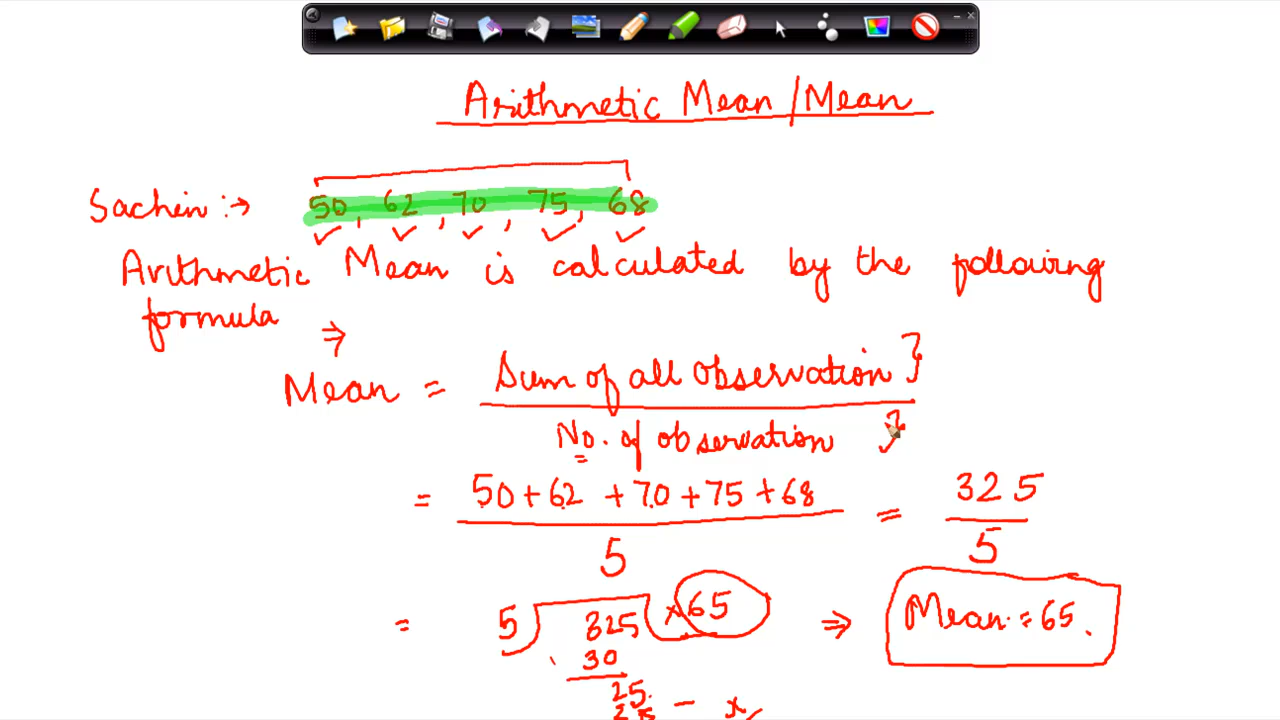 Arithmetic Mean/Mean
Sachin :→ 50, 62, 70, 75, 68
Arithmetic Mean is calculated by the following
formula ⇒
Mean = Sum of all observation }
No. of observation }
= 50+62+70+75+68 = 325
5 5
= 5 325 65 ⇒ Mean = 65.
30
25
25